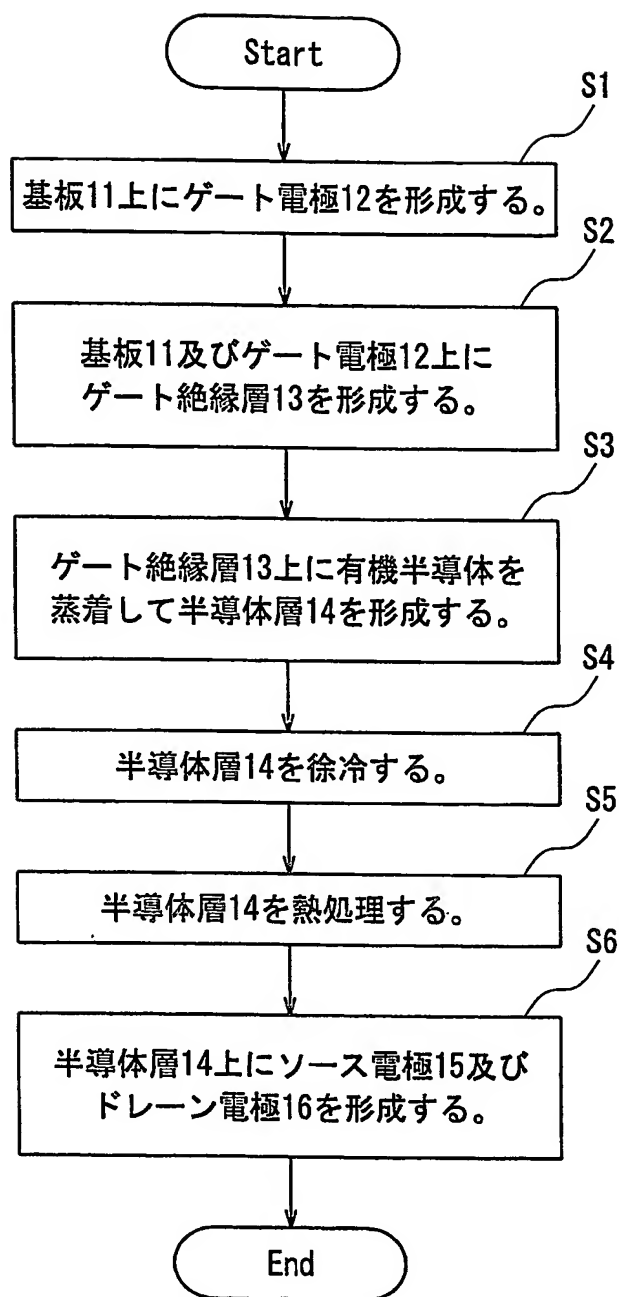 Start
S1
基板11上にゲート電極12を形成する。
S2
基板11及びゲート電極12上に
ゲート絶縁層13を形成する。
S3
ゲート絶縁層13上に有機半導体を
蒸着して半導体層14を形成する。
S4
半導体層14を徐冷する。
S5
半導体層14を熱処理する。
S6
半導体層14上にソース電極15及び
ドレーン電極16を形成する。
End